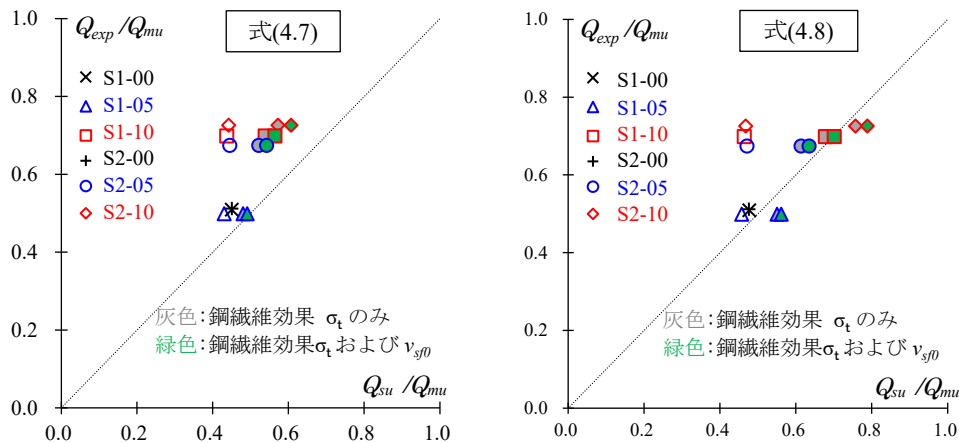 式(4.7)
Q_exp/Q_mu
1.0
0.8
0.6
0.4
0.2
0.0
S1-00
S1-05
S1-10
S2-00
S2-05
S2-10
灰色：鋼繊維効果 σt のみ
緑色：鋼繊維効果σtおよび v_sf0
Q_su /Q_mu
0.0 0.2 0.4 0.6 0.8 1.0
式(4.8)
Q_exp/Q_mu
1.0
0.8
0.6
0.4
0.2
0.0
S1-00
S1-05
S1-10
S2-00
S2-05
S2-10
灰色：鋼繊維効果 σt のみ
緑色：鋼繊維効果σtおよび v_sf0
Q_su /Q_mu
0.0 0.2 0.4 0.6 0.8 1.0